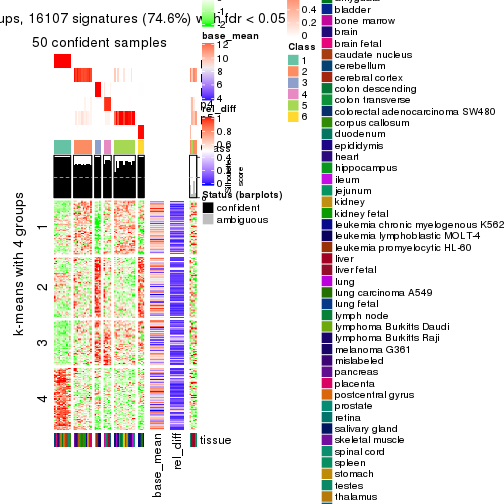 ups, 16107 signatures (74.6%) with fdr < 0.05
50 confident samples
k-means with 4 groups
1
2
3
4
base_mean
rel_diff
tissue
-2
base_mean
12
10
8
6
4
rel_diff
1
0.8
0.6
0.4
0.2
0
Silhouette
score
Status (barplots)
confident
ambiguous
0.4
0.2
0
Class
1
2
3
4
5
6
bladder
bone marrow
brain
brain fetal
caudate nucleus
cerebellum
cerebral cortex
colon descending
colon transverse
colorectal adenocarcinoma SW480
corpus callosum
duodenum
epididymis
heart
hippocampus
ileum
jejunum
kidney
kidney fetal
leukemia chronic myelogenous K562
leukemia lymphoblastic MOLT-4
leukemia promyelocytic HL-60
liver
liver fetal
lung
lung carcinoma A549
lung fetal
lymph node
lymphoma Burkitts Daudi
lymphoma Burkitts Raji
melanoma G361
mislabeled
pancreas
placenta
postcentral gyrus
prostate
retina
salivary gland
skeletal muscle
spinal cord
spleen
stomach
testes
thalamus